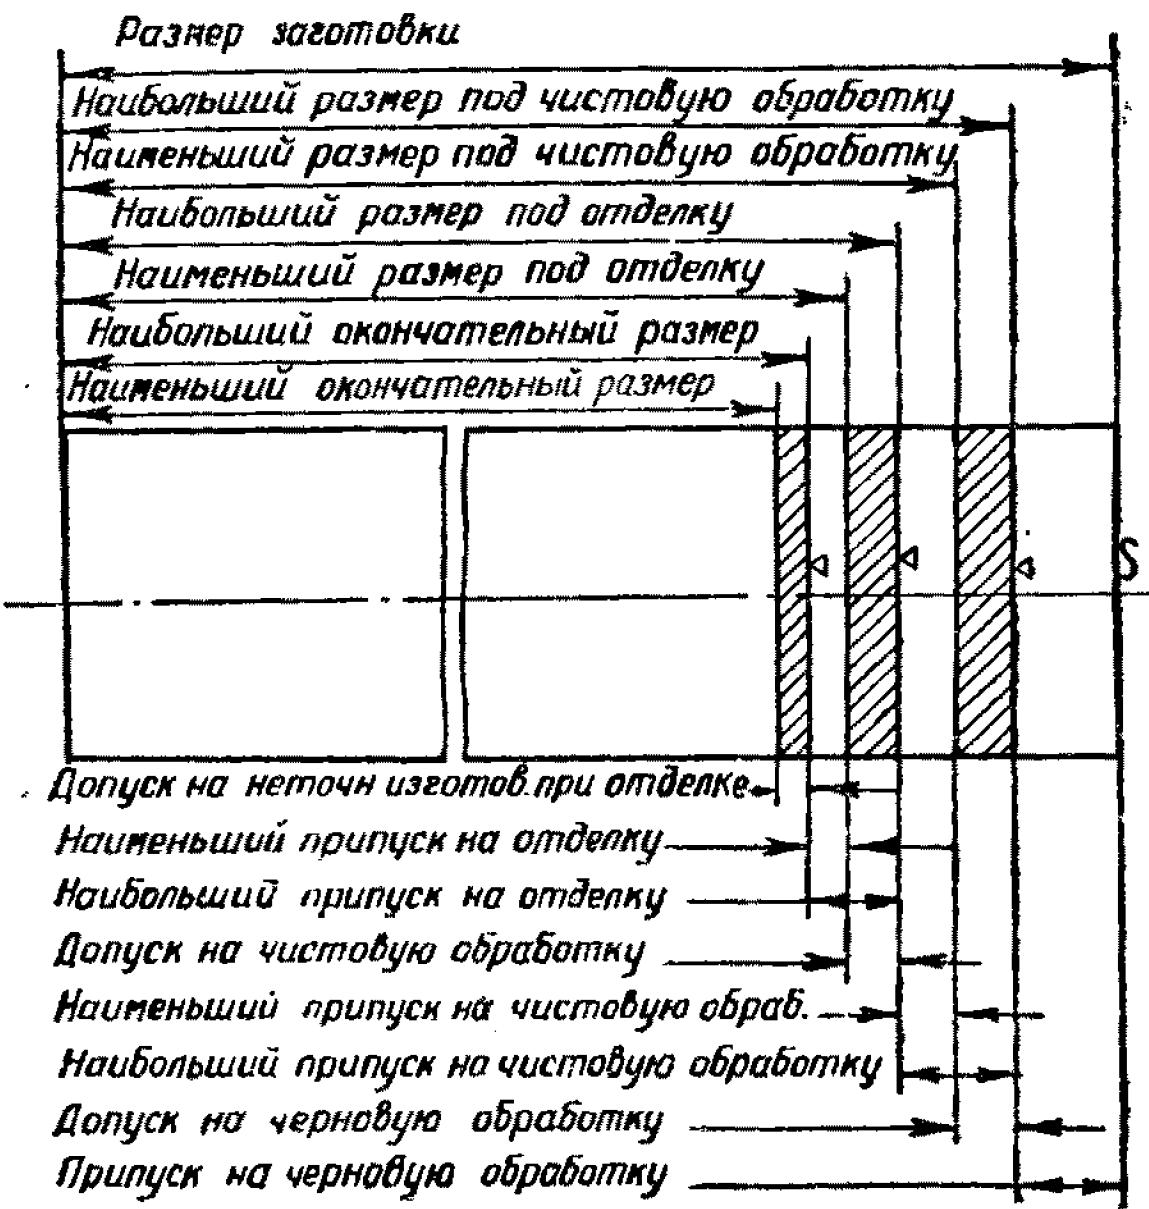 Размер заготовки
Наибольший размер под чистовую обработку
Наименьший размер под чистовую обработку
Наибольший размер под отделку
Наименьший размер под отделку
Наибольший окончательный размер
Наименьший окончательный размер
Допуск на неточн изготов. при отделке
Наименьший припуск на отделку
Наибольший припуск на отделку
Допуск на чистовую обработку
Наименьший припуск на чистовую обраб.
Наибольший припуск на чистовую обработку
Допуск на черновую обработку
Припуск на черновую обработку